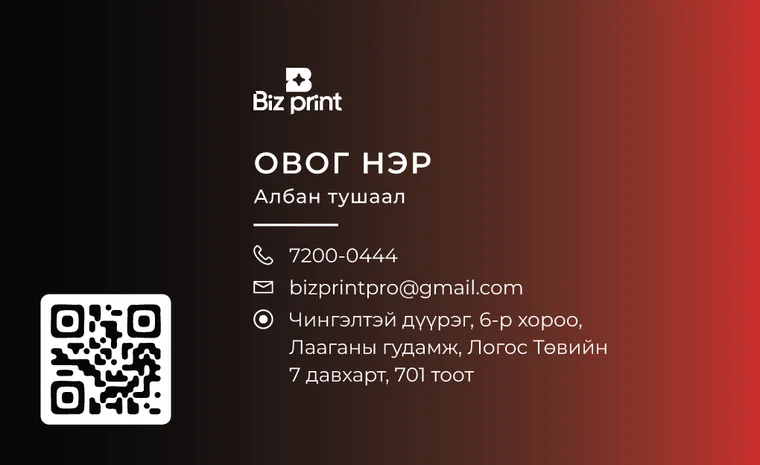 Biz print
ОВОГ НЭР
Албан тушаал
7200-0444
bizprintpro@gmail.com
Чингэлтэй дүүрэг, 6-р хороо,
Лааганы гудамж, Логос Төвийн
7 давхарт, 701 тоот